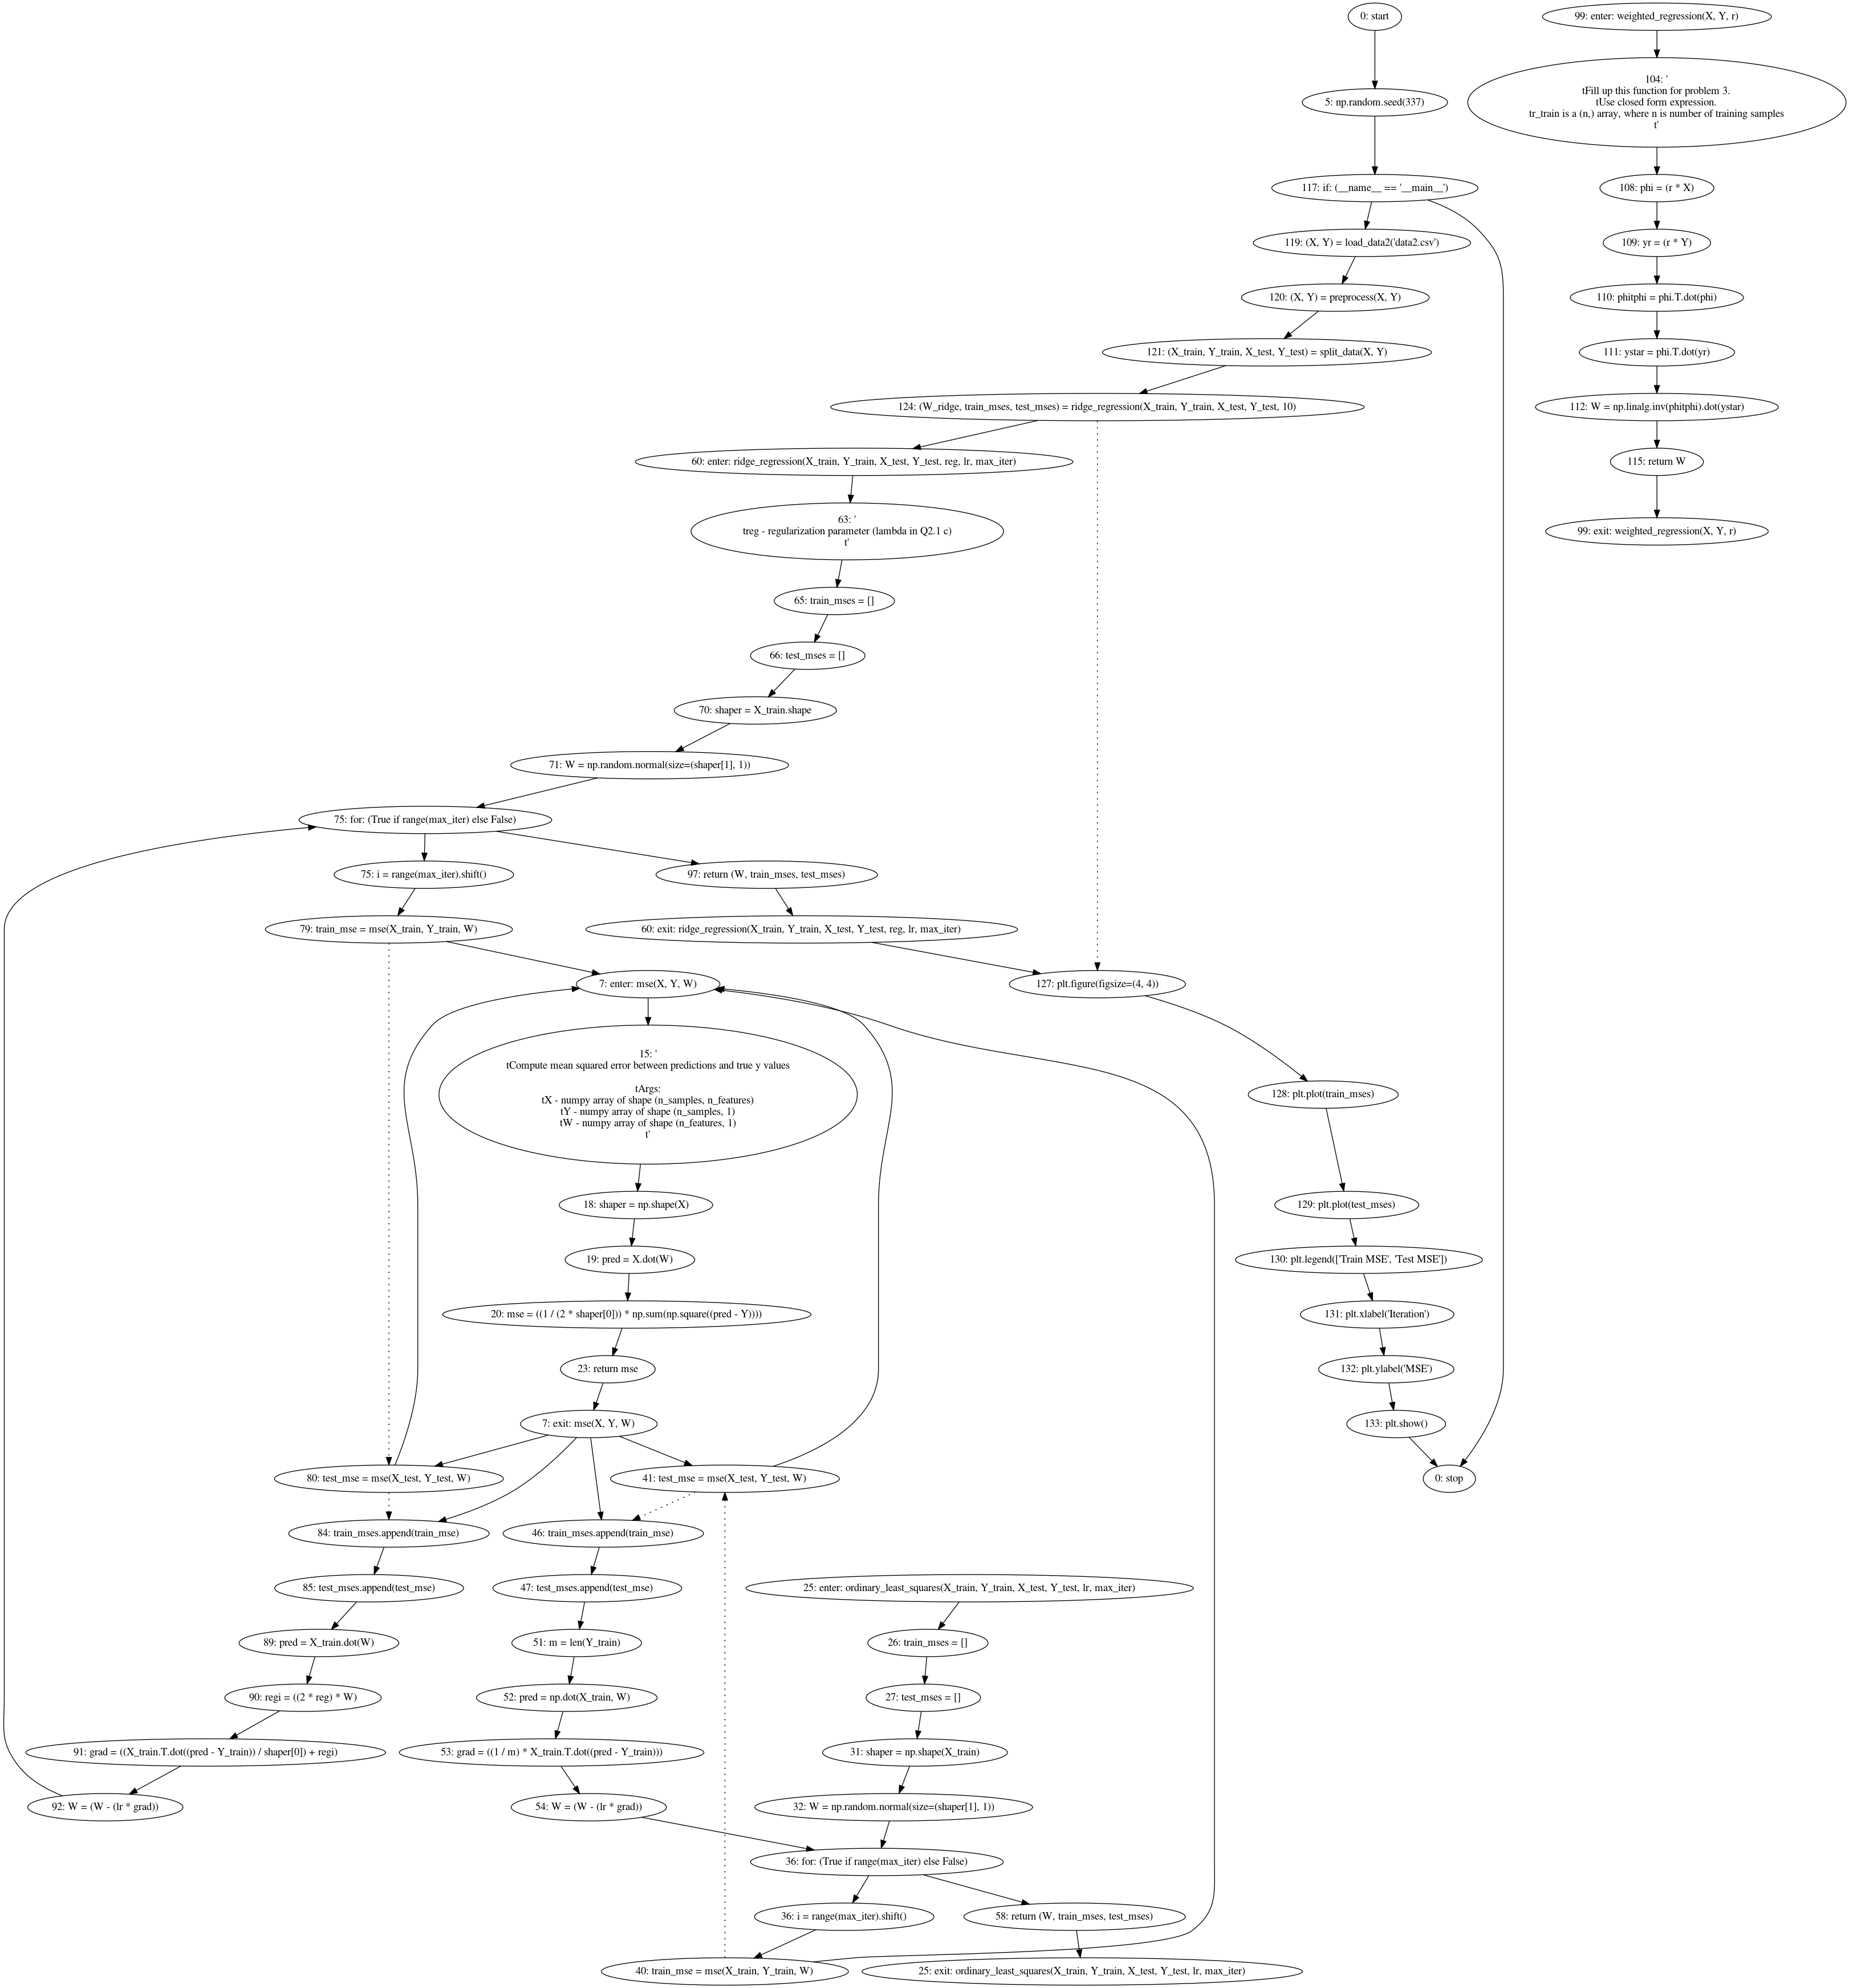 0: start
99: enter: weighted_regression(X, Y, r)
5: np.random.seed(337)
104: '
tFill up this function for problem 3.
tUse closed form expression.
tr_train is a (n,) array, where n is number of training samples
t'
117: if: (__name__ == '__main__')
108: phi = (r * X)
119: (X, Y) = load_data2('data2.csv')
109: yr = (r * Y)
120: (X, Y) = preprocess(X, Y)
110: phitphi = phi.T.dot(phi)
121: (X_train, Y_train, X_test, Y_test) = split_data(X, Y)
111: ystar = phi.T.dot(yr)
124: (W_ridge, train_mses, test_mses) = ridge_regression(X_train, Y_train, X_test, Y_test, 10)
112: W = np.linalg.inv(phitphi).dot(ystar)
60: enter: ridge_regression(X_train, Y_train, X_test, Y_test, reg, lr, max_iter)
115: return W
63: '
treg - regularization parameter (lambda in Q2.1 c)
t'
99: exit: weighted_regression(X, Y, r)
65: train_mses = []
66: test_mses = []
70: shaper = X_train.shape
71: W = np.random.normal(size=(shaper[1], 1))
75: for: (True if range(max_iter) else False)
75: i = range(max_iter).shift()
97: return (W, train_mses, test_mses)
79: train_mse = mse(X_train, Y_train, W)
60: exit: ridge_regression(X_train, Y_train, X_test, Y_test, reg, lr, max_iter)
7: enter: mse(X, Y, W)
127: plt.figure(figsize=(4, 4))
15: '
tCompute mean squared error between predictions and true y values
tArgs:
tX - numpy array of shape (n_samples, n_features)
tY - numpy array of shape (n_samples, 1)
tW - numpy array of shape (n_features, 1)
t'
128: plt.plot(train_mses)
18: shaper = np.shape(X)
129: plt.plot(test_mses)
19: pred = X.dot(W)
130: plt.legend(['Train MSE', 'Test MSE'])
20: mse = ((1 / (2 * shaper[0])) * np.sum(np.square((pred - Y))))
131: plt.xlabel('Iteration')
23: return mse
132: plt.ylabel('MSE')
7: exit: mse(X, Y, W)
133: plt.show()
80: test_mse = mse(X_test, Y_test, W)
41: test_mse = mse(X_test, Y_test, W)
0: stop
84: train_mses.append(train_mse)
46: train_mses.append(train_mse)
85: test_mses.append(test_mse)
47: test_mses.append(test_mse)
25: enter: ordinary_least_squares(X_train, Y_train, X_test, Y_test, lr, max_iter)
89: pred = X_train.dot(W)
51: m = len(Y_train)
26: train_mses = []
90: regi = ((2 * reg) * W)
52: pred = np.dot(X_train, W)
27: test_mses = []
91: grad = ((X_train.T.dot((pred - Y_train)) / shaper[0]) + regi)
53: grad = ((1 / m) * X_train.T.dot((pred - Y_train)))
31: shaper = np.shape(X_train)
92: W = (W - (lr * grad))
54: W = (W - (lr * grad))
32: W = np.random.normal(size=(shaper[1], 1))
36: for: (True if range(max_iter) else False)
36: i = range(max_iter).shift()
58: return (W, train_mses, test_mses)
40: train_mse = mse(X_train, Y_train, W)
25: exit: ordinary_least_squares(X_train, Y_train, X_test, Y_test, lr, max_iter)